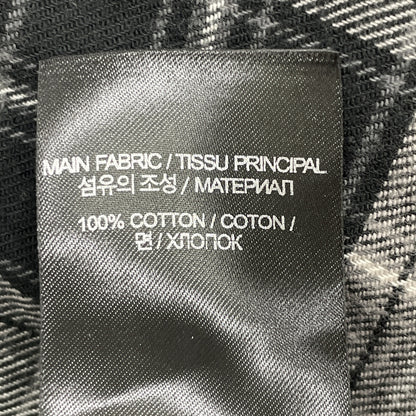 MAIN FABRIC / TISSU PRINCIPAL
섬유의 조성 / МАТЕРИАЛ
100% COTTON / COTON /
면 / ХЛОПОК